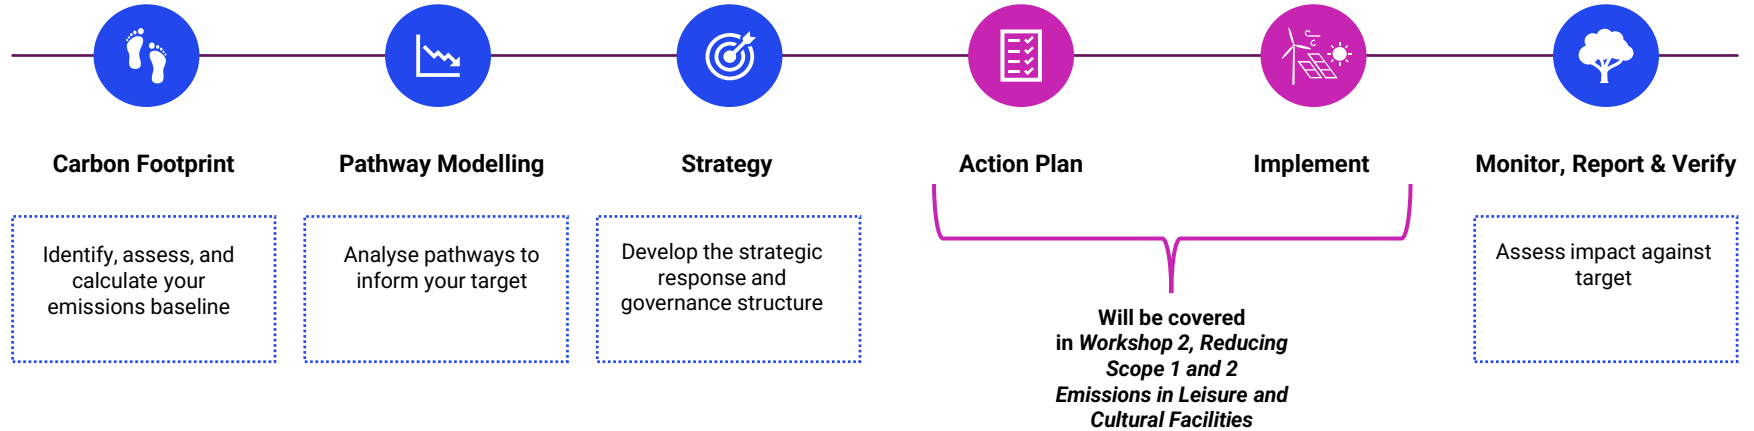 Carbon Footprint
Pathway Modelling
Strategy
Action Plan
Implement
Monitor, Report & Verify
Identify, assess, and
calculate your
emissions baseline
Analyse pathways to
inform your target
Develop the strategic
response and
governance structure
Will be covered
in Workshop 2, Reducing
Scope 1 and 2
Emissions in Leisure and
Cultural Facilities
Assess impact against
target